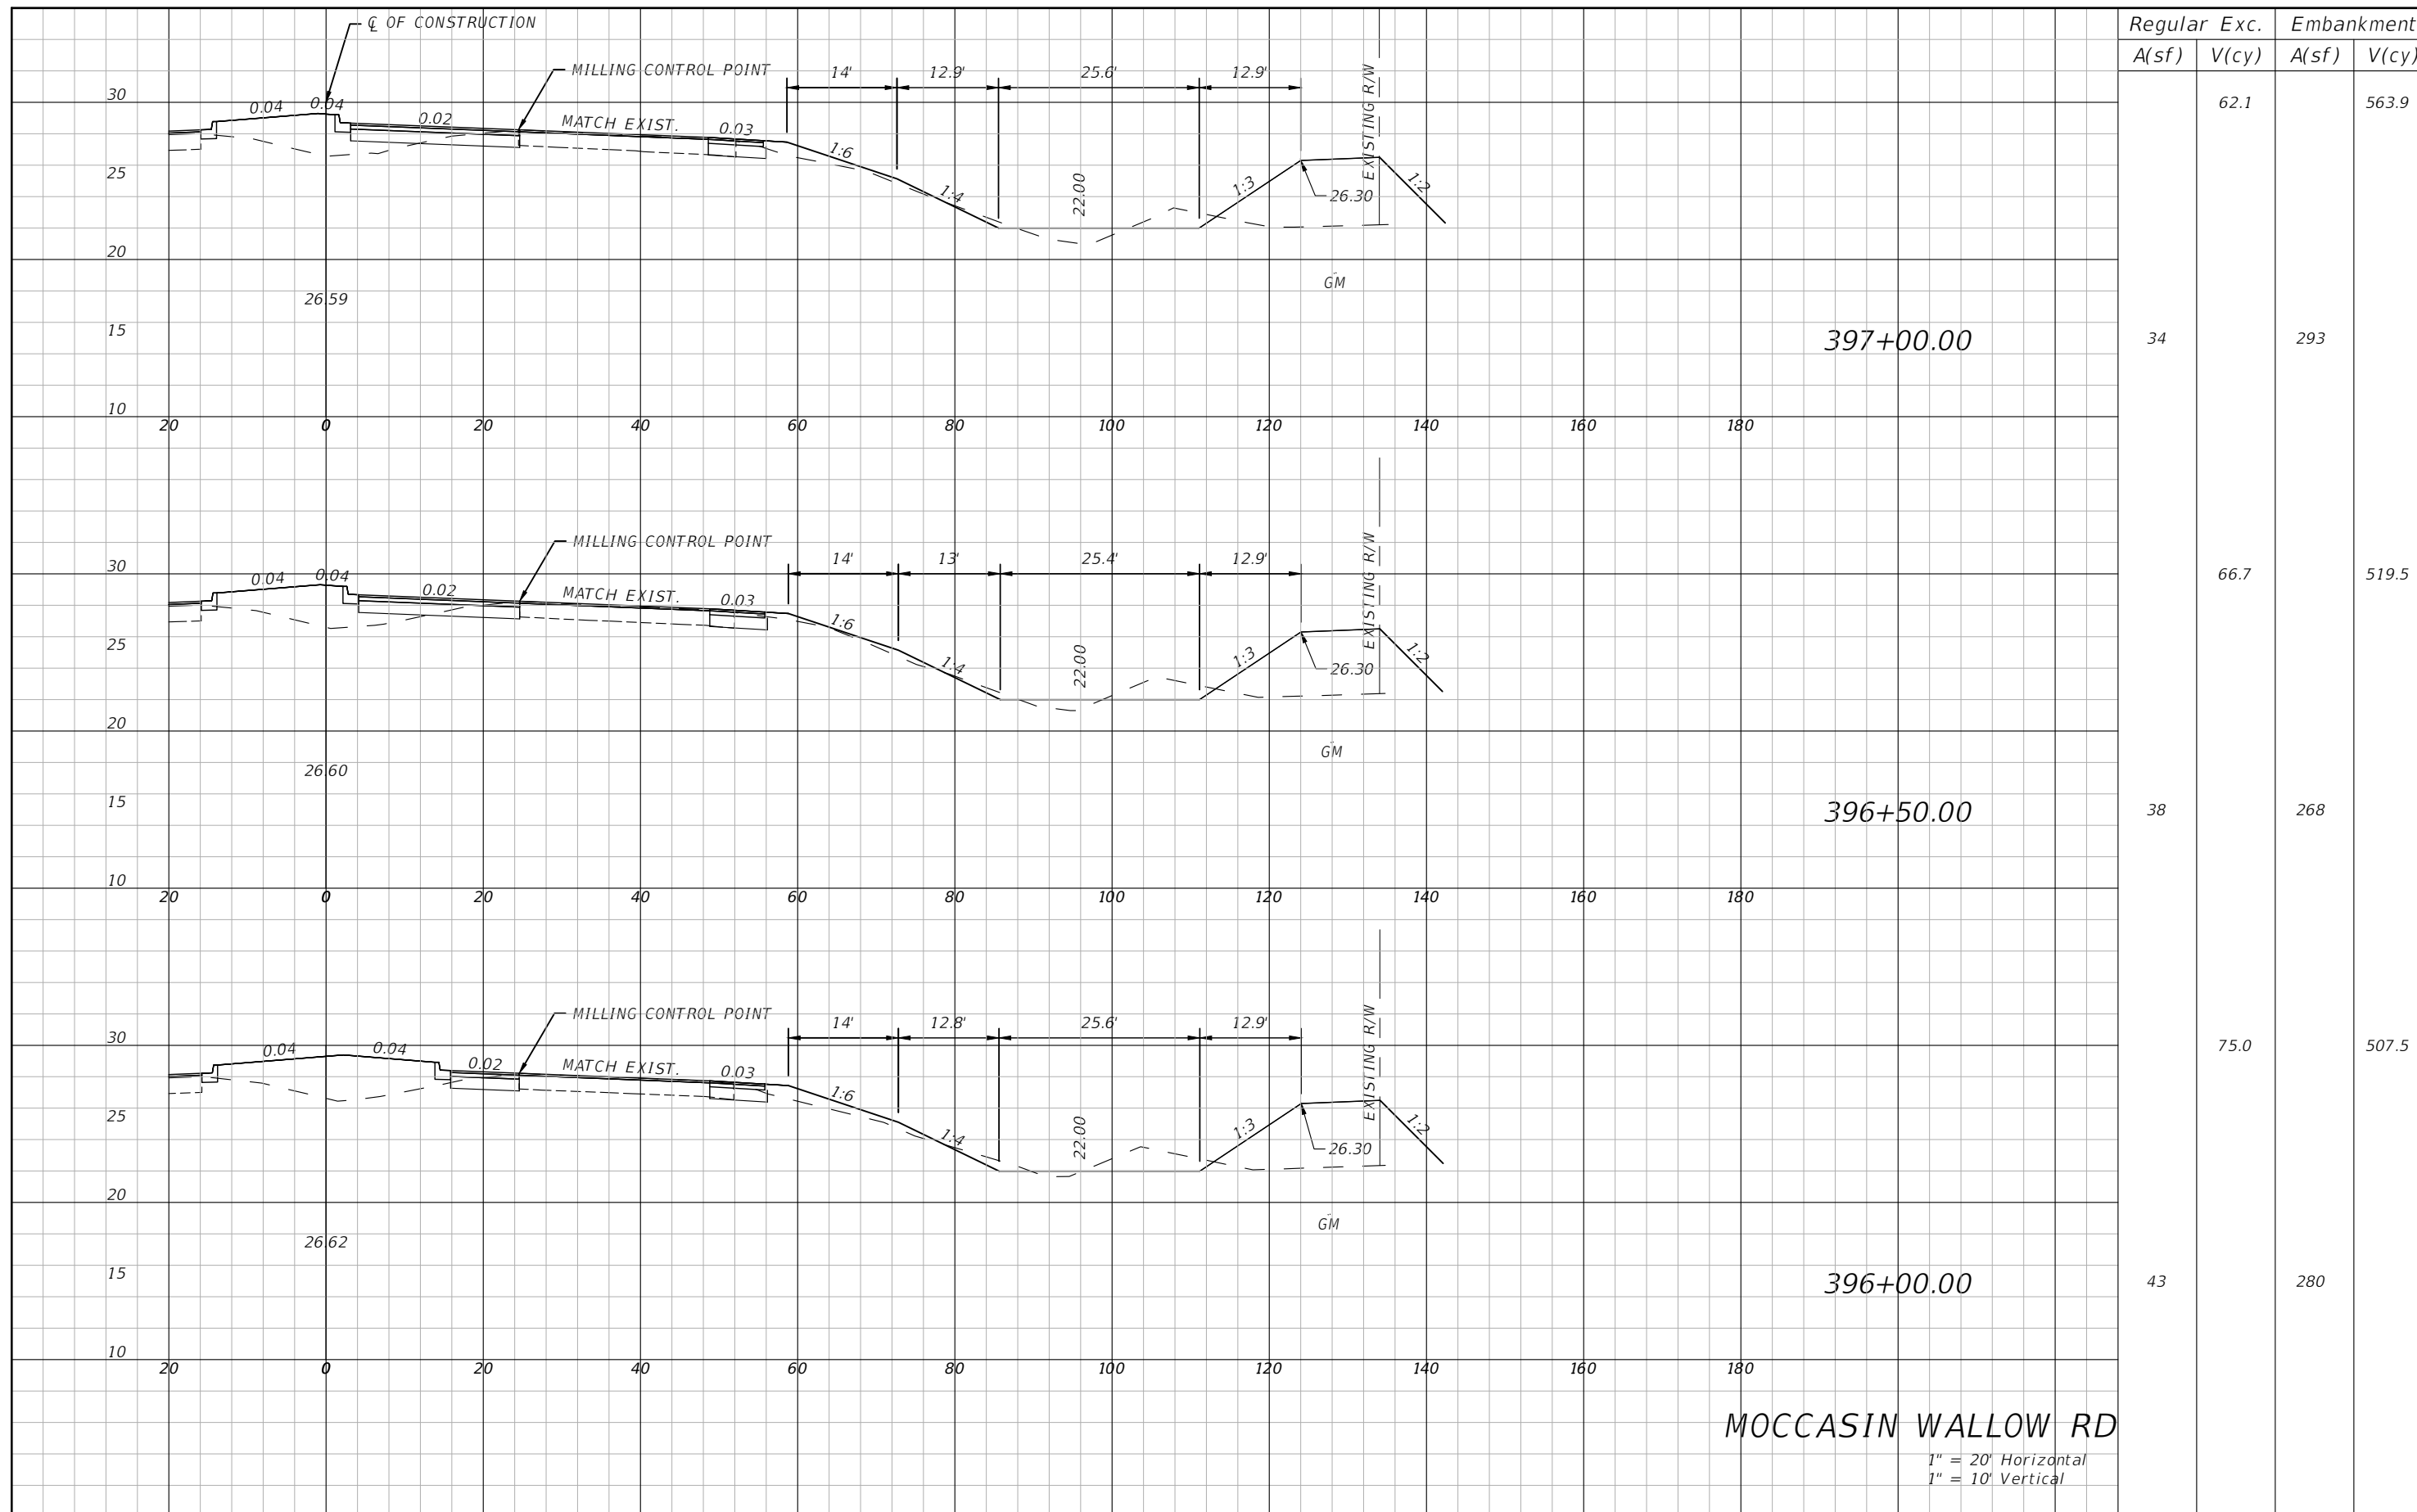 Regular Exc. Embankment
A(sf) V(cy) A(sf) V(cy)
℄ OF CONSTRUCTION
MILLING CONTROL POINT
14' 12.9' 25.6' 12.9'
EXISTING R/W
30 62.1 563.9
0.04 0.04 0.02 MATCH EXIST. 0.03
1:6 1:4 22.00 1:3 26.30 1:2
25
20
GM
26.59
15
397+00.00 34 293
10
20 0 20 40 60 80 100 120 140 160 180
MILLING CONTROL POINT
14' 13' 25.4' 12.9'
EXISTING R/W
30 66.7 519.5
0.04 0.04 0.02 MATCH EXIST. 0.03
1:6 1:4 22.00 1:3 26.30 1:2
25
20
GM
26.60
15
396+50.00 38 268
10
20 0 20 40 60 80 100 120 140 160 180
MILLING CONTROL POINT
14' 12.8' 25.6' 12.9'
EXISTING R/W
30 75.0 507.5
0.04 0.04 0.02 MATCH EXIST. 0.03
1:6 1:4 22.00 1:3 26.30 1:2
25
20
GM
26.62
15
396+00.00 43 280
10
20 0 20 40 60 80 100 120 140 160 180
MOCCASIN WALLOW RD
1" = 20' Horizontal
1" = 10' Vertical